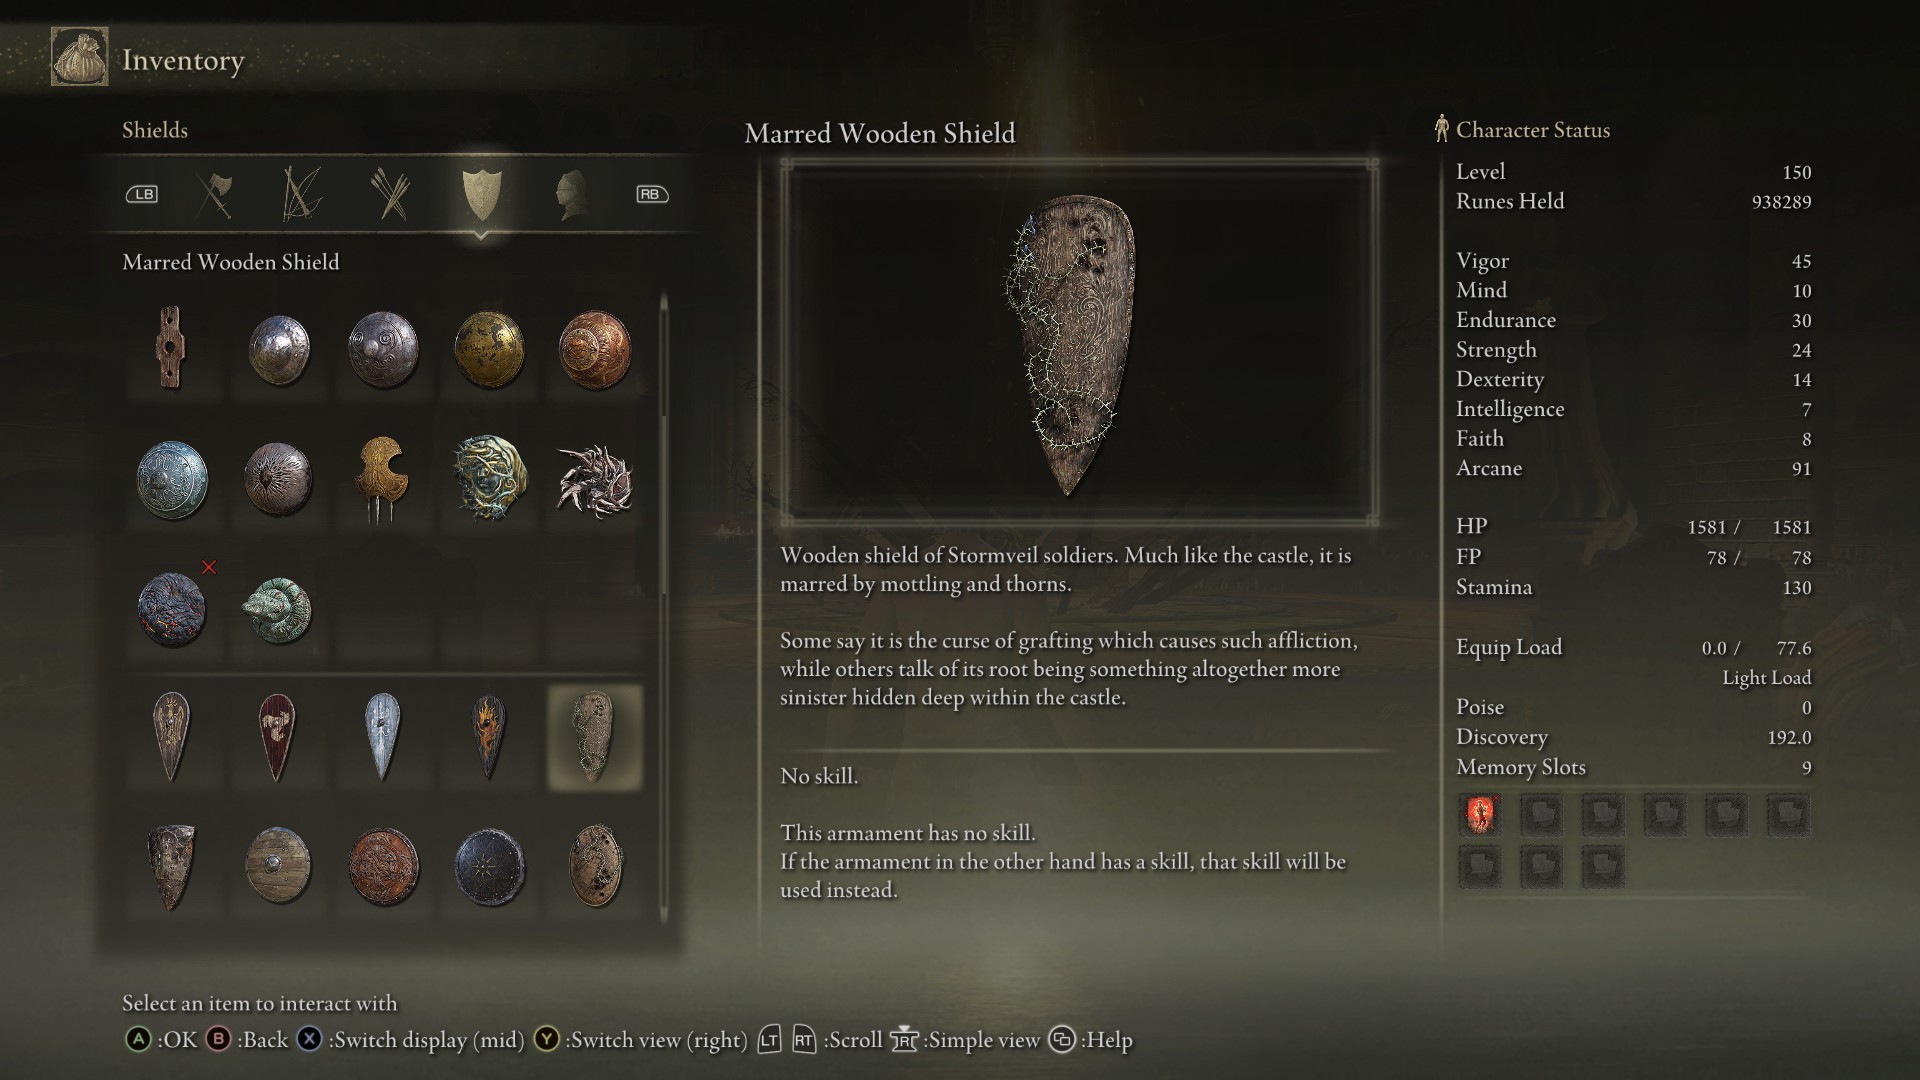 Inventory
Shields
LB
RB
Marred Wooden Shield
Marred Wooden Shield
Wooden shield of Stormveil soldiers. Much like the castle, it is
marred by mottling and thorns.
Some say it is the curse of grafting which causes such affliction,
while others talk of its root being something altogether more
sinister hidden deep within the castle.
No skill.
This armament has no skill.
If the armament in the other hand has a skill, that skill will be
used instead.
Character Status
Level 150
Runes Held 938289
Vigor 45
Mind 10
Endurance 30
Strength 24
Dexterity 14
Intelligence 7
Faith 8
Arcane 91
HP 1581 / 1581
FP 78 / 78
Stamina 130
Equip Load 0.0 / 77.6
Light Load
Poise 0
Discovery 192.0
Memory Slots 9
Select an item to interact with
A :OK B :Back X :Switch display (mid) Y :Switch view (right) LT RT :Scroll R :Simple view :Help